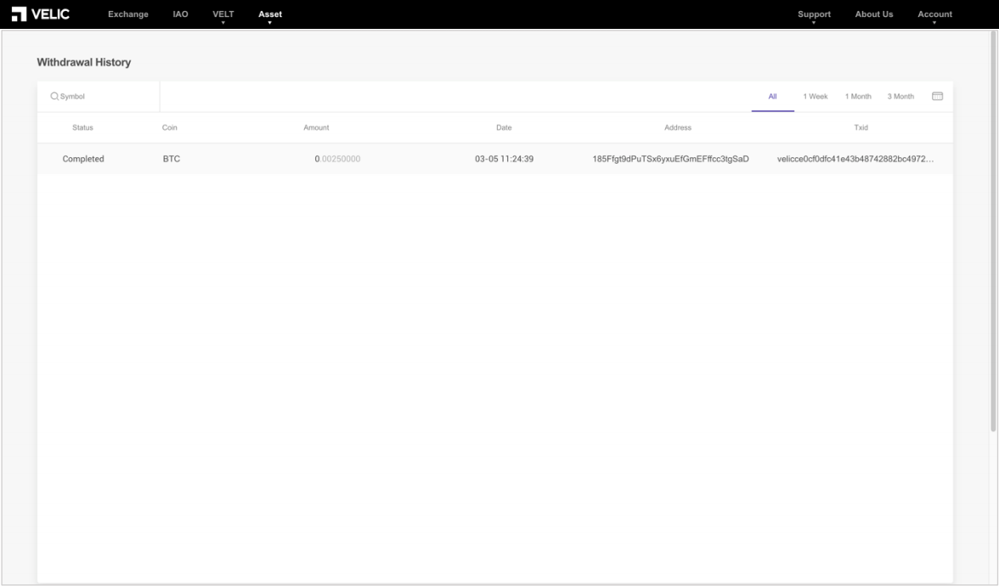 VELIC Exchange IAO VELT Asset Support About Us Account
Withdrawal History
Symbol All 1 Week 1 Month 3 Month
Status Coin Amount Date Address Txid
Completed BTC 0.00250000 03-05 11:24:39 185Ffgt9dPuTSx6yxuEfGmEFffcc3tgSaD velicce0cf0dfc41e43b48742882bc4972...